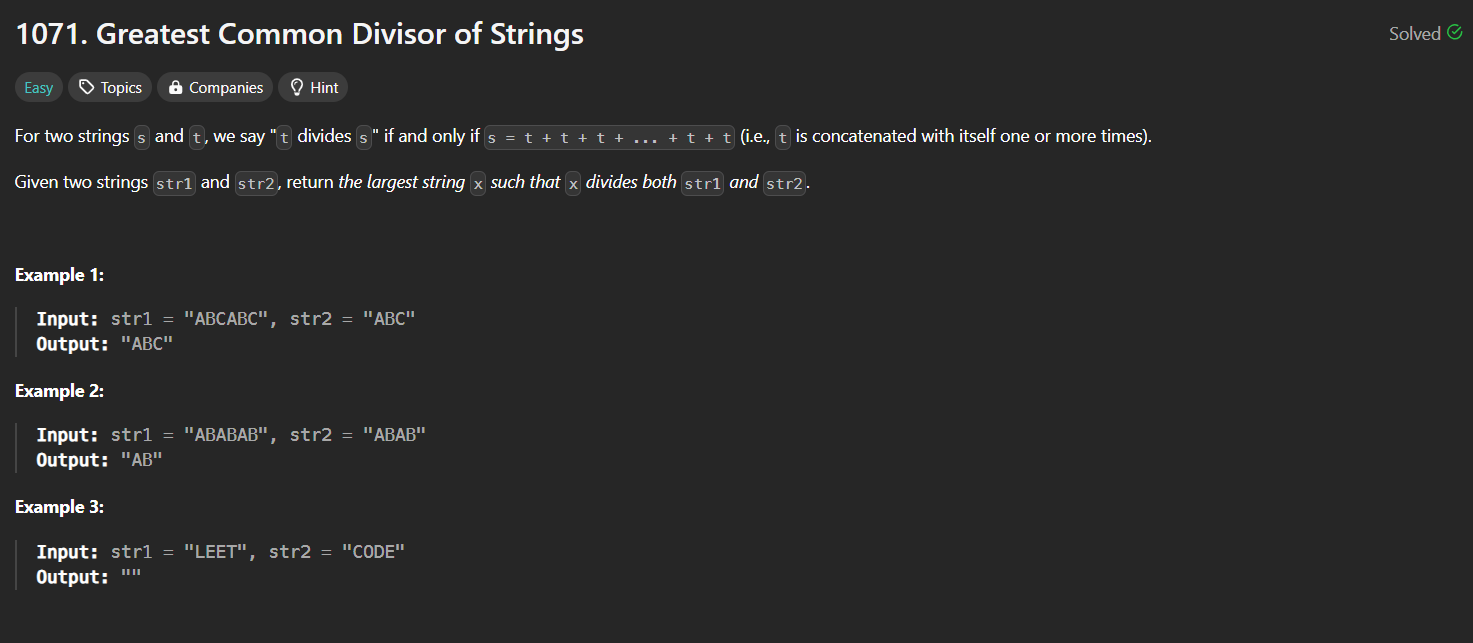 1071. Greatest Common Divisor of Strings
Solved
Easy Topics Companies Hint
For two strings s and t, we say "t divides s" if and only if s = t + t + t + ... + t + t (i.e., t is concatenated with itself one or more times).
Given two strings str1 and str2, return the largest string x such that x divides both str1 and str2.
Example 1:
Input: str1 = "ABCABC", str2 = "ABC"
Output: "ABC"
Example 2:
Input: str1 = "ABABAB", str2 = "ABAB"
Output: "AB"
Example 3:
Input: str1 = "LEET", str2 = "CODE"
Output: ""